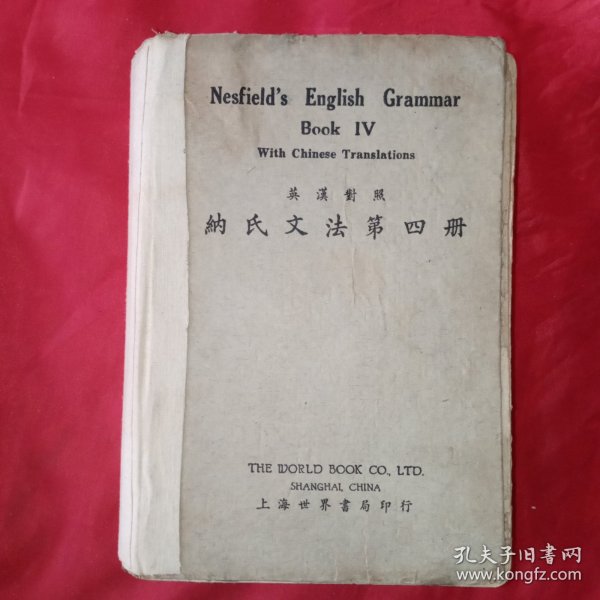 Nesfield's English Grammar
Book IV
With Chinese Translations
英漢對照
納氏文法第四册
THE WORLD BOOK CO., LTD.
SHANGHAI, CHINA
上海世界書局印行
孔夫子旧书网
www.kongfz.com